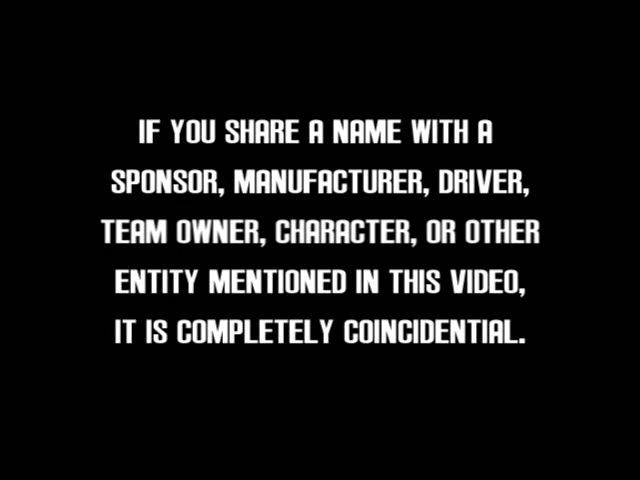 IF YOU SHARE A NAME WITH A
SPONSOR, MANUFACTURER, DRIVER,
TEAM OWNER, CHARACTER, OR OTHER
ENTITY MENTIONED IN THIS VIDEO,
IT IS COMPLETELY COINCIDENTIAL.